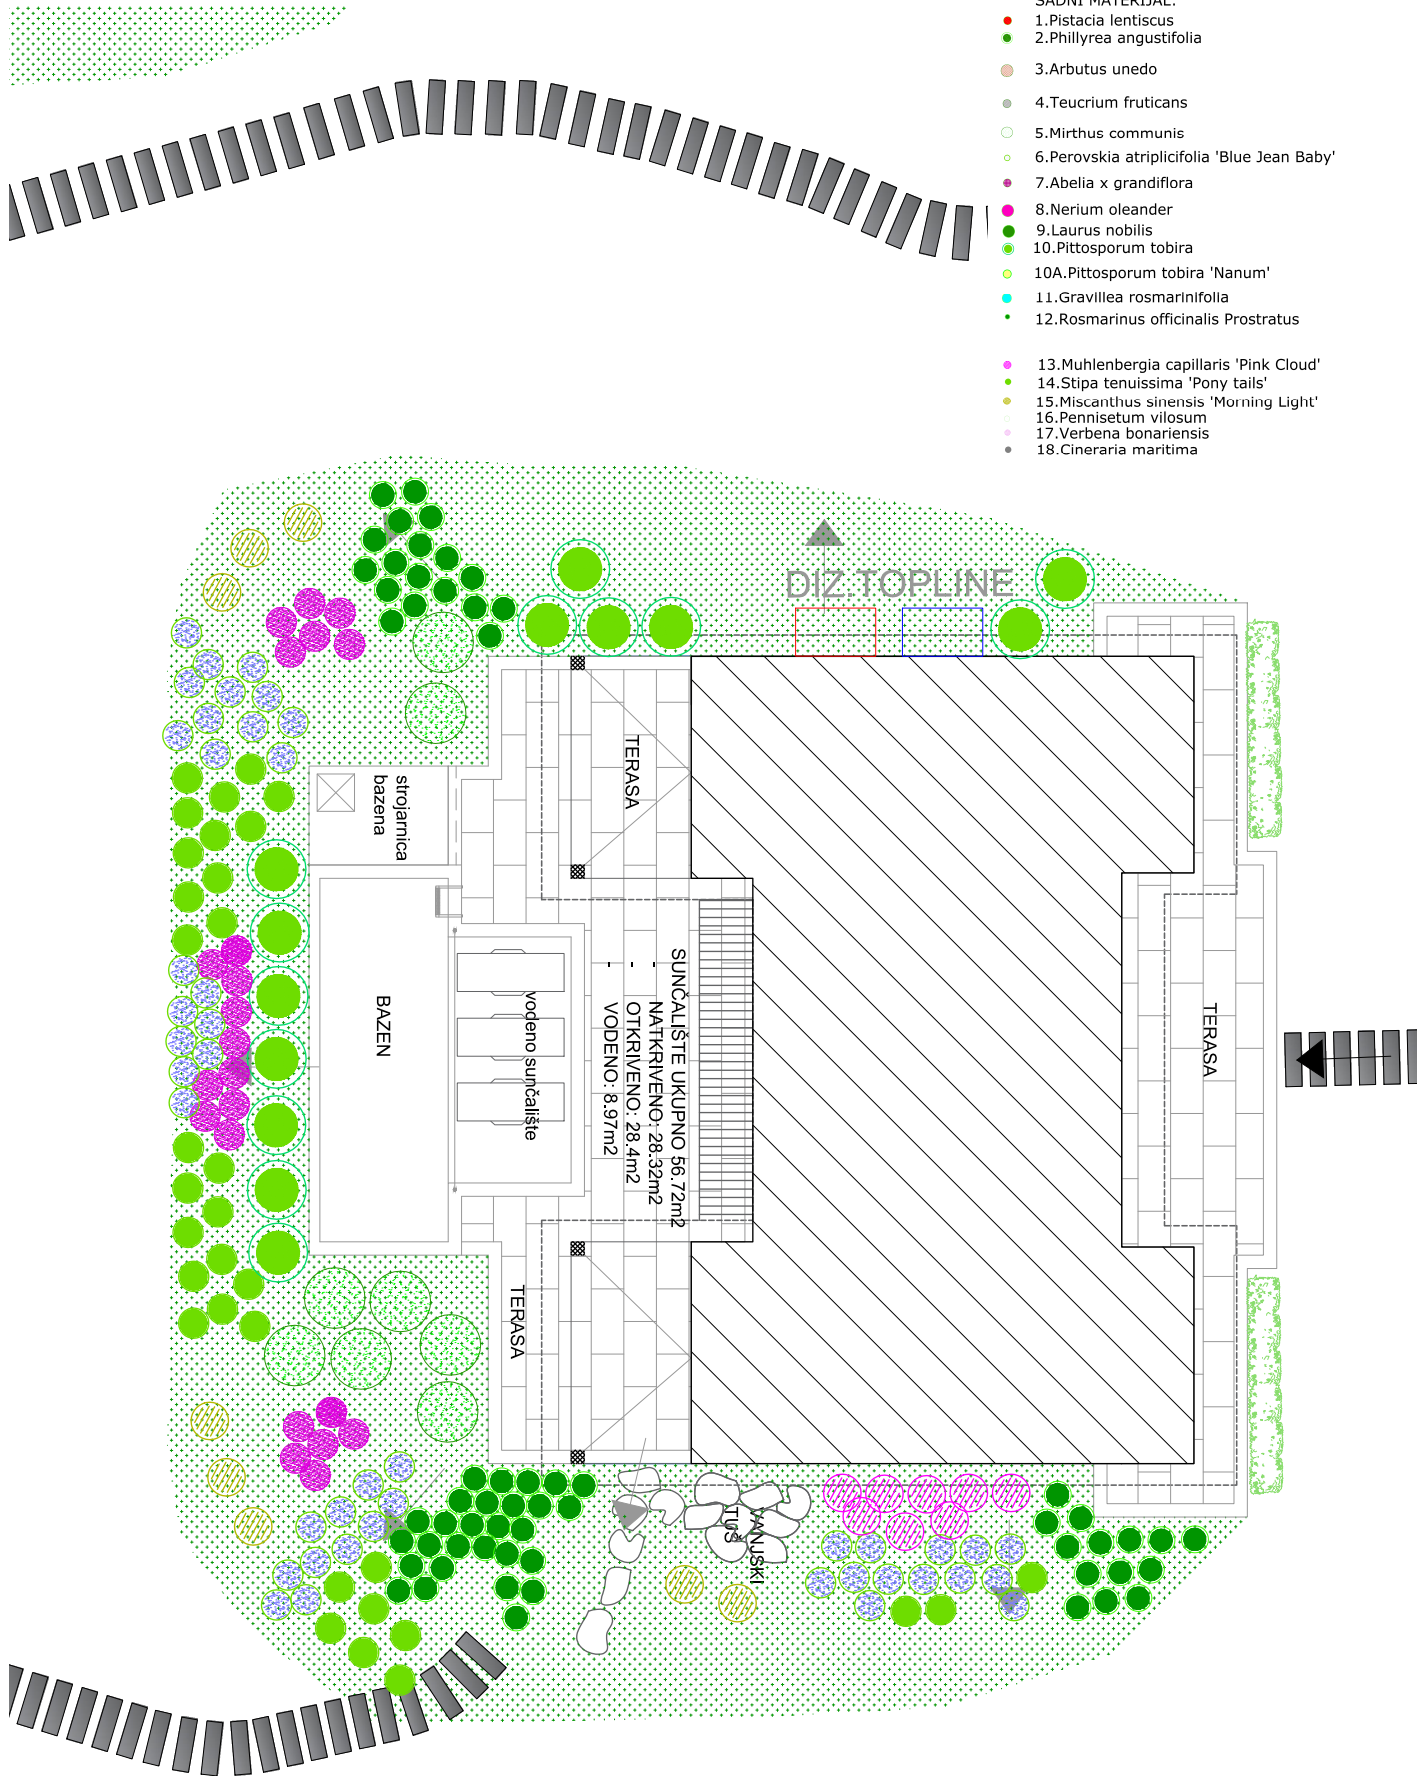 SADNI MATERIJAL:
1.Pistacia lentiscus
2.Phillyrea angustifolia
3.Arbutus unedo
4.Teucrium fruticans
5.Mirthus communis
6.Perovskia atriplicifolia 'Blue Jean Baby'
7.Abelia x grandiflora
8.Nerium oleander
9.Laurus nobilis
10.Pittosporum tobira
10A.Pittosporum tobira 'Nanum'
11.Gravillea rosmarinifolia
12.Rosmarinus officinalis Prostratus
13.Muhlenbergia capillaris 'Pink Cloud'
14.Stipa tenuissima 'Pony tails'
15.Miscanthus sinensis 'Morning Light'
16.Pennisetum vilosum
17.Verbena bonariensis
18.Cineraria maritima
DIZ.TOPLINE
TERASA
strojarnica
bazena
BAZEN
vodeno sunčalište
SUNČALIŠTE UKUPNO 56.72m2
- NATKRIVENO: 28.32m2
- OTKRIVENO: 28.4m2
- VODENO: 8.97m2
TERASA
TERASA
VANJSKI
TUŠ